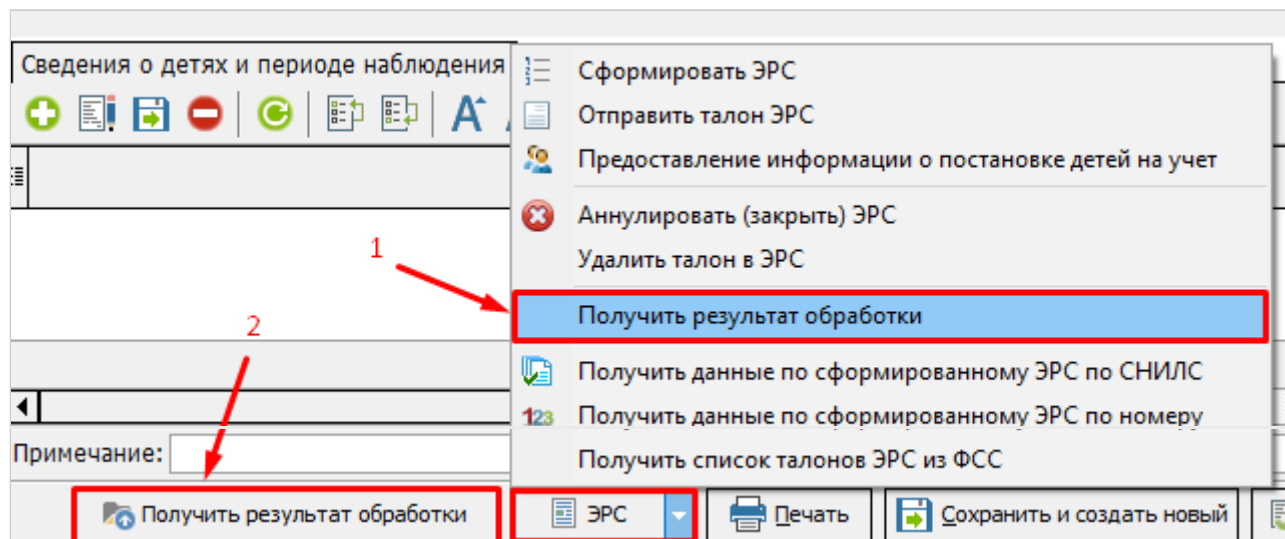 Сведения о детях и периоде наблюдения
Сформировать ЭРС
Отправить талон ЭРС
Предоставление информации о постановке детей на учет
Аннулировать (закрыть) ЭРС
Удалить талон в ЭРС
1
Получить результат обработки
2
Получить данные по сформированному ЭРС по СНИЛС
123 Получить данные по сформированному ЭРС по номеру
Примечание:
Получить список талонов ЭРС из ФСС
Получить результат обработки ЭРС Печать Сохранить и создать новый